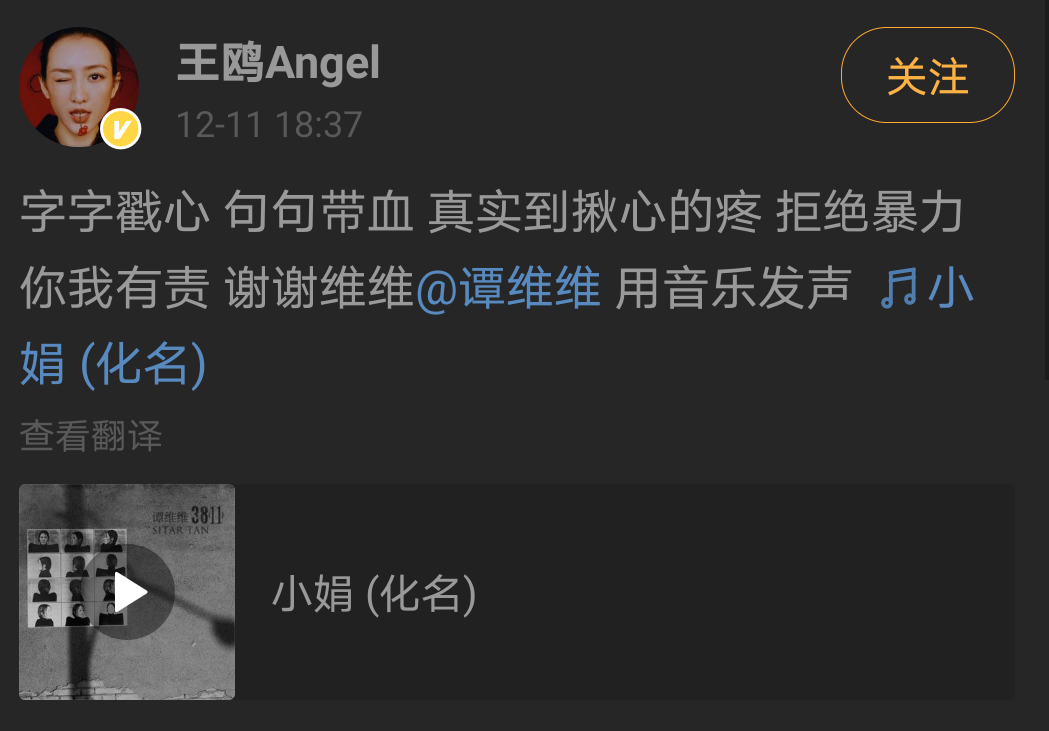 王鸥Angel
关注
12-11 18:37
字字戳心 句句带血 真实到揪心的疼 拒绝暴力
你我有责 谢谢维维@谭维维 用音乐发声 🎵小
娟 (化名)
查看翻译
谭维维 3811
SITAR TAN
小娟 (化名)